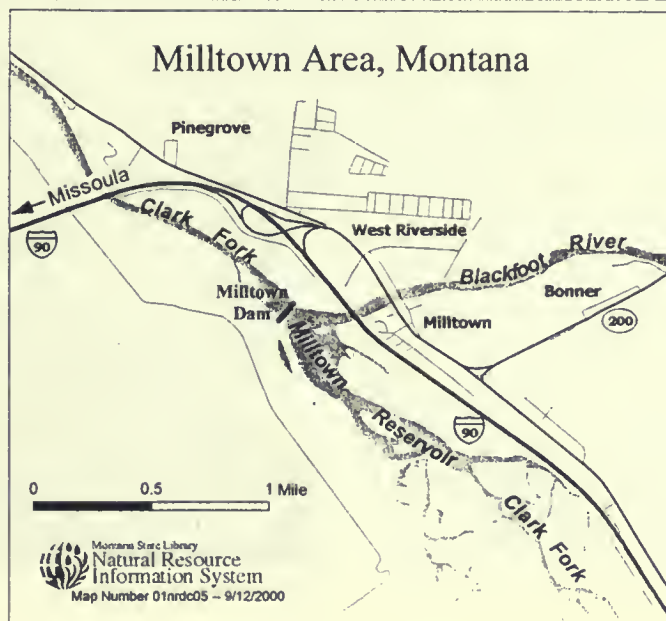 Milltown Area, Montana
Pinegrove
Missoula
90
Clark Fork
West Riverside
Blackfoot River
Bonner
Milltown Dam
Milltown
200
Milltown Reservoir
90
Clark Fork
0 0.5 1 Mile
Montana State Library
Natural Resource
Information System
Map Number 01nrdc05 – 9/12/2000